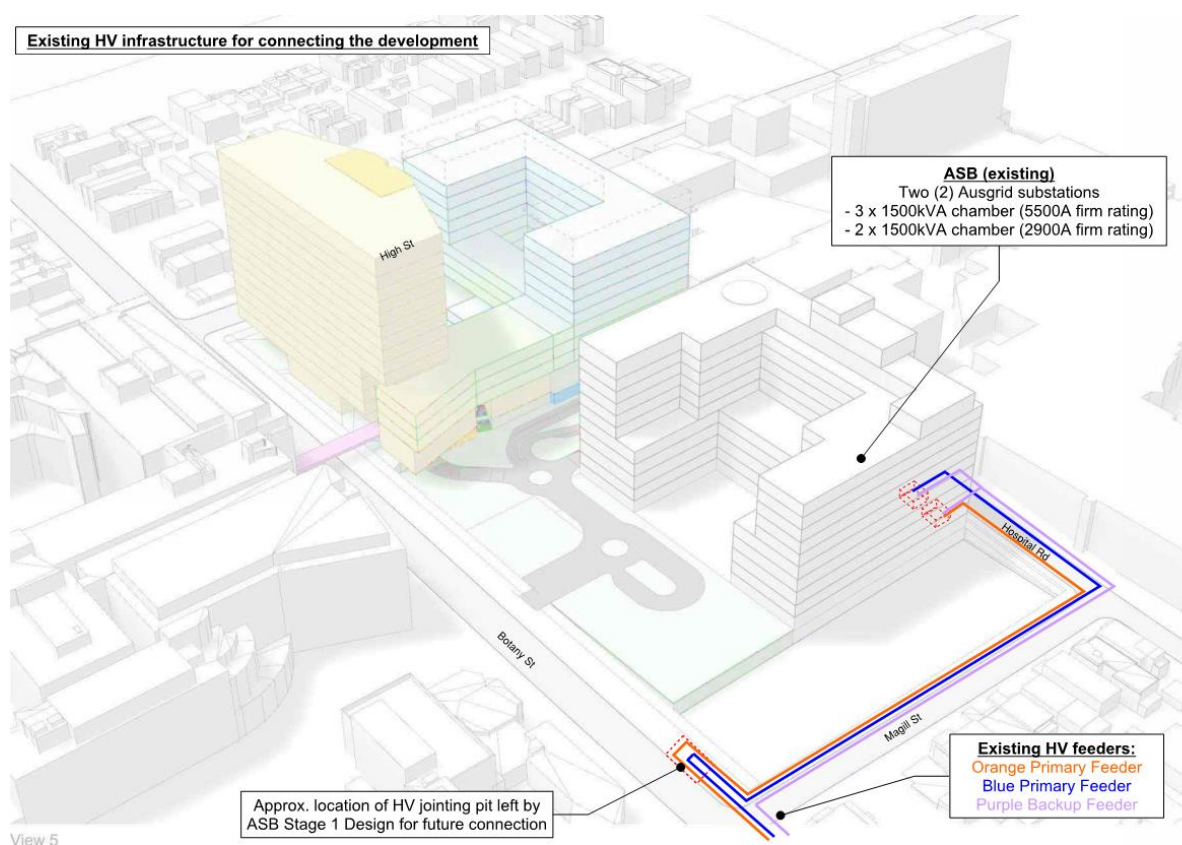 Existing HV infrastructure for connecting the development
ASB (existing)
Two (2) Ausgrid substations
- 3 x 1500kVA chamber (5500A firm rating)
- 2 x 1500kVA chamber (2900A firm rating)
High St
Hospital Rd
Botany St
Magill St
Existing HV feeders:
Orange Primary Feeder
Blue Primary Feeder
Purple Backup Feeder
Approx. location of HV jointing pit left by
ASB Stage 1 Design for future connection
View 5